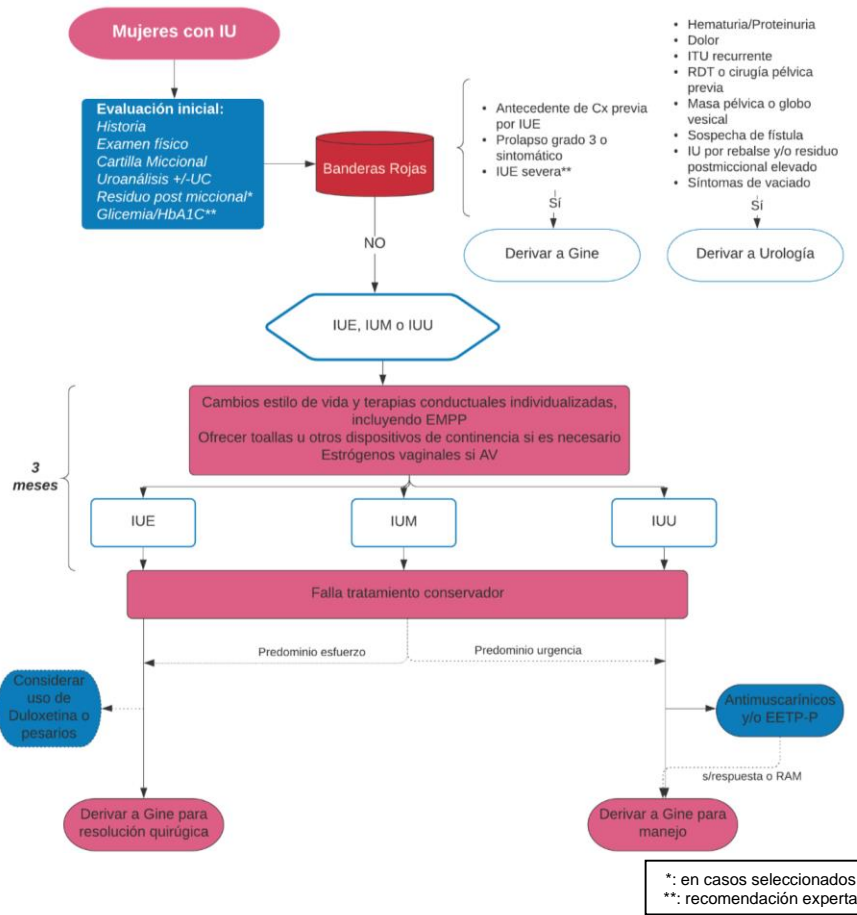 Mujeres con IU
Evaluación inicial:
Historia
Examen físico
Cartilla Miccional
Uroanálisis +/-UC
Residuo post miccional*
Glicemia/HbA1C**
Banderas Rojas
• Antecedente de Cx previa
por IUE
• Prolapso grado 3 o
sintomático
• IUE severa**
SÍ
Derivar a Gine
• Hematuria/Proteinuria
• Dolor
• ITU recurrente
• RDT o cirugía pélvica
previa
• Masa pélvica o globo
vesical
• Sospecha de fístula
• IU por rebalse y/o residuo
postmiccional elevado
• Síntomas de vaciado
SÍ
Derivar a Urología
NO
IUE, IUM o IUU
3
meses
Cambios estilo de vida y terapias conductuales individualizadas,
incluyendo EMPP
Ofrecer toallas u otros dispositivos de continencia si es necesario
Estrógenos vaginales si AV
IUE
IUM
IUU
Falla tratamiento conservador
Predominio esfuerzo
Predominio urgencia
Considerar
uso de
Duloxetina o
pesarios
Antimuscarínicos
y/o EETP-P
s/respuesta o RAM
Derivar a Gine para
resolución quirúgica
Derivar a Gine para
manejo
*: en casos seleccionados
**: recomendación experta